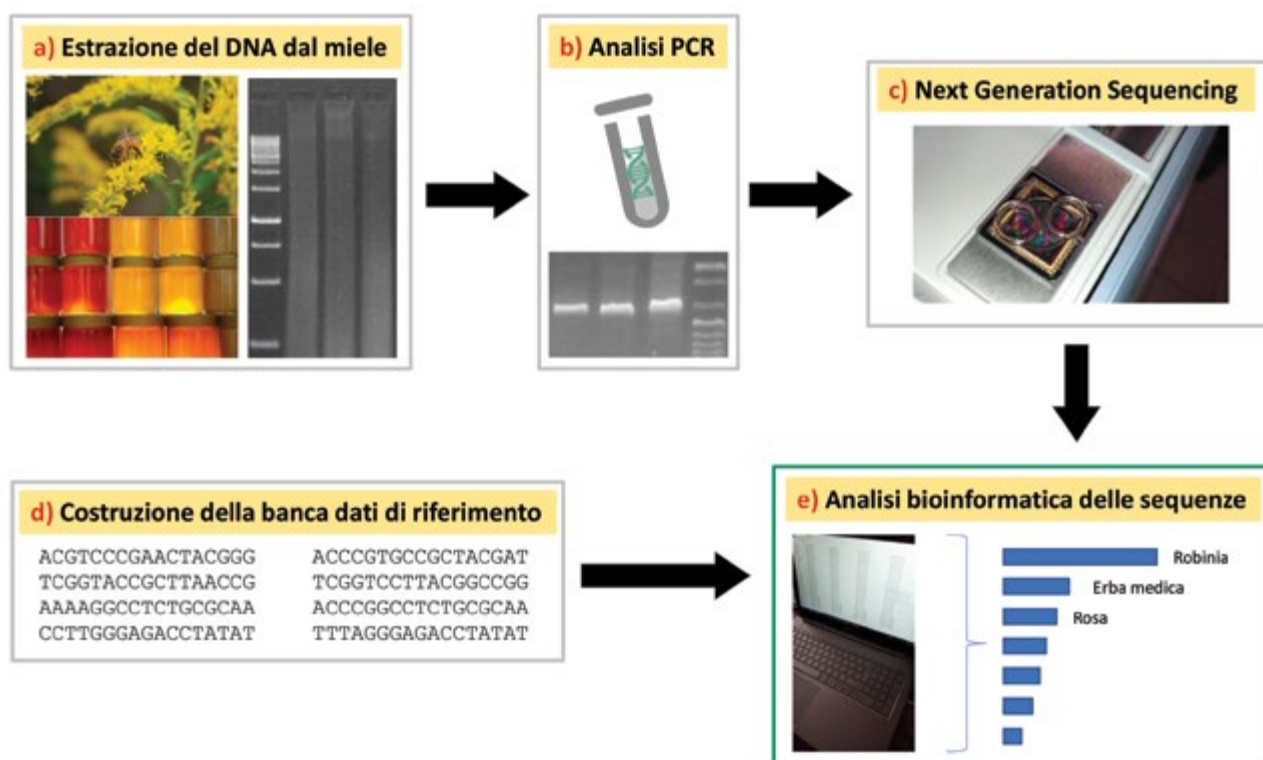 a) Estrazione del DNA dal miele
b) Analisi PCR
c) Next Generation Sequencing
d) Costruzione della banca dati di riferimento
ACGTCCCGAACTACGGG ACCCGTGCCGCTACGAT
TCGGTACCGCTTAACCG TCGGTCCTTACGGCCGG
AAAAGGCCTCTGCGCAA ACCCGGCCTCTGCGCAA
CCTTGGGAGACCTATAT TTTAGGGAGACCTATAT
e) Analisi bioinformatica delle sequenze
Robinia
Erba medica
Rosa